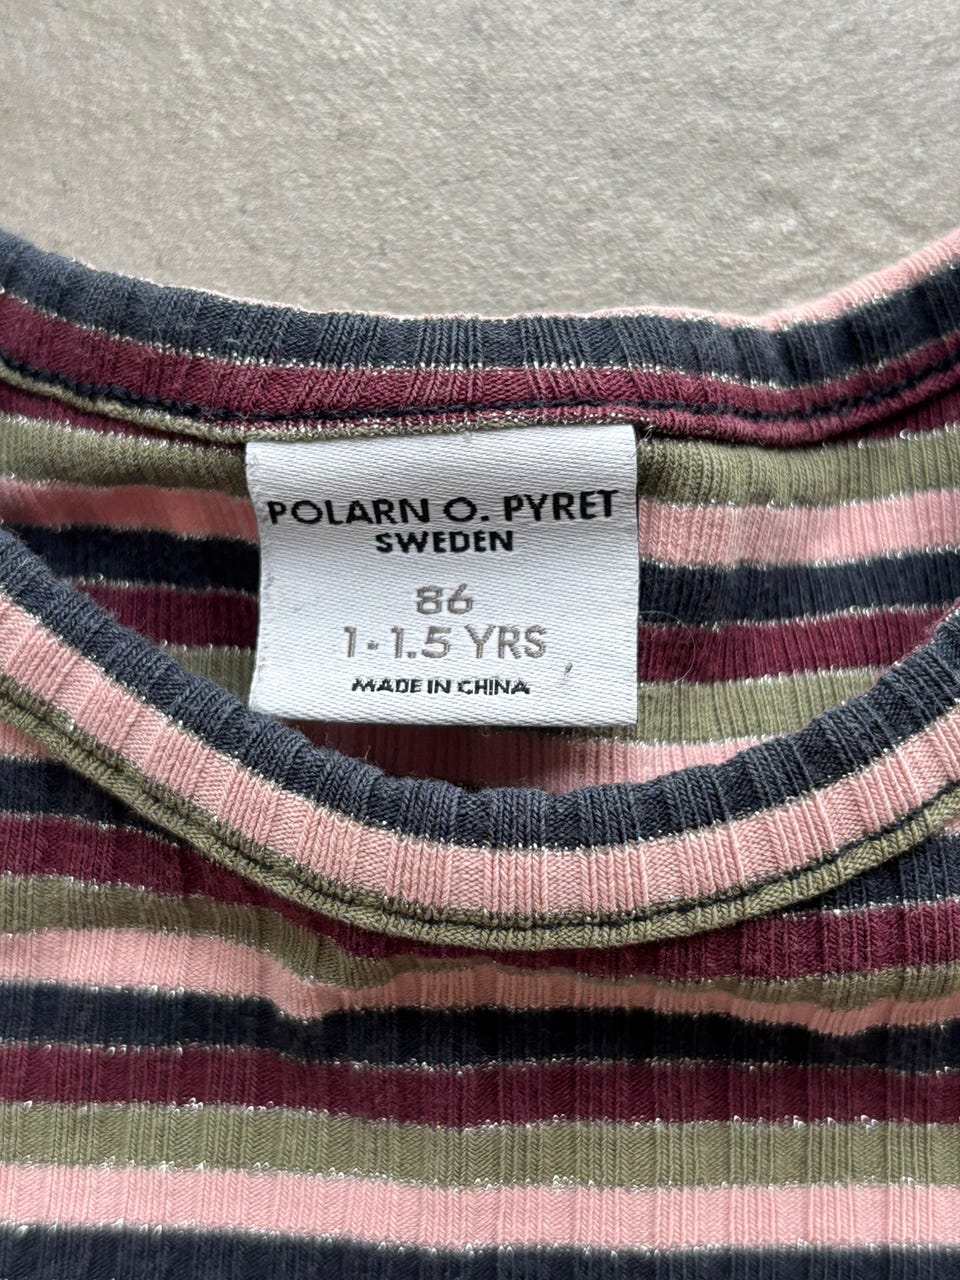 POLARN O. PYRET
SWEDEN
86
1-1.5 YRS
MADE IN CHINA